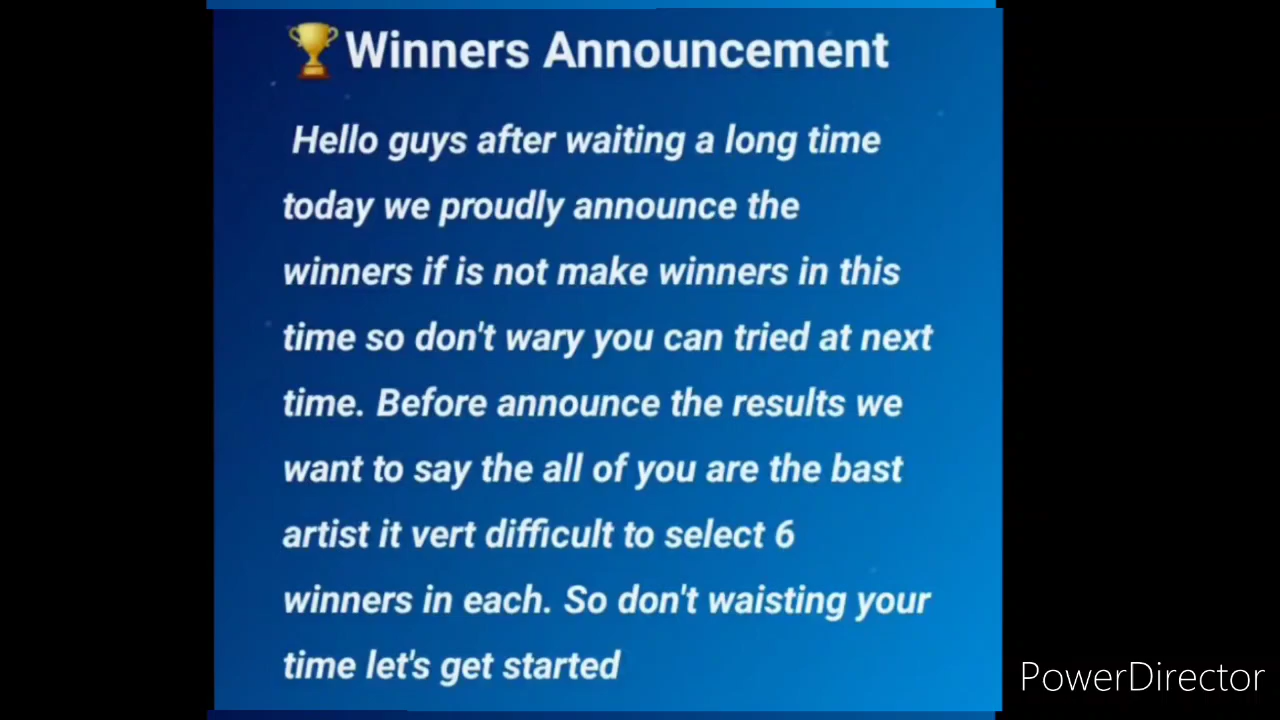 🏆Winners Announcement
Hello guys after waiting a long time
today we proudly announce the
winners if is not make winners in this
time so don't wary you can tried at next
time. Before announce the results we
want to say the all of you are the bast
artist it vert difficult to select 6
winners in each. So don't waisting your
time let's get started
PowerDirector